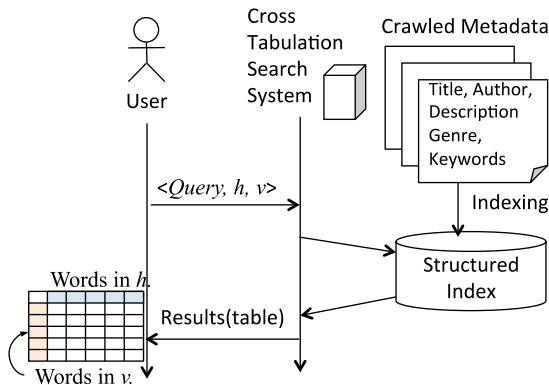 Cross
Tabulation
Search
System
User
Crawled Metadata
Title, Author,
Description
Genre,
Keywords
<Query, h, v>
Indexing
Structured
Index
Words in h.
Results(table)
Words in v.